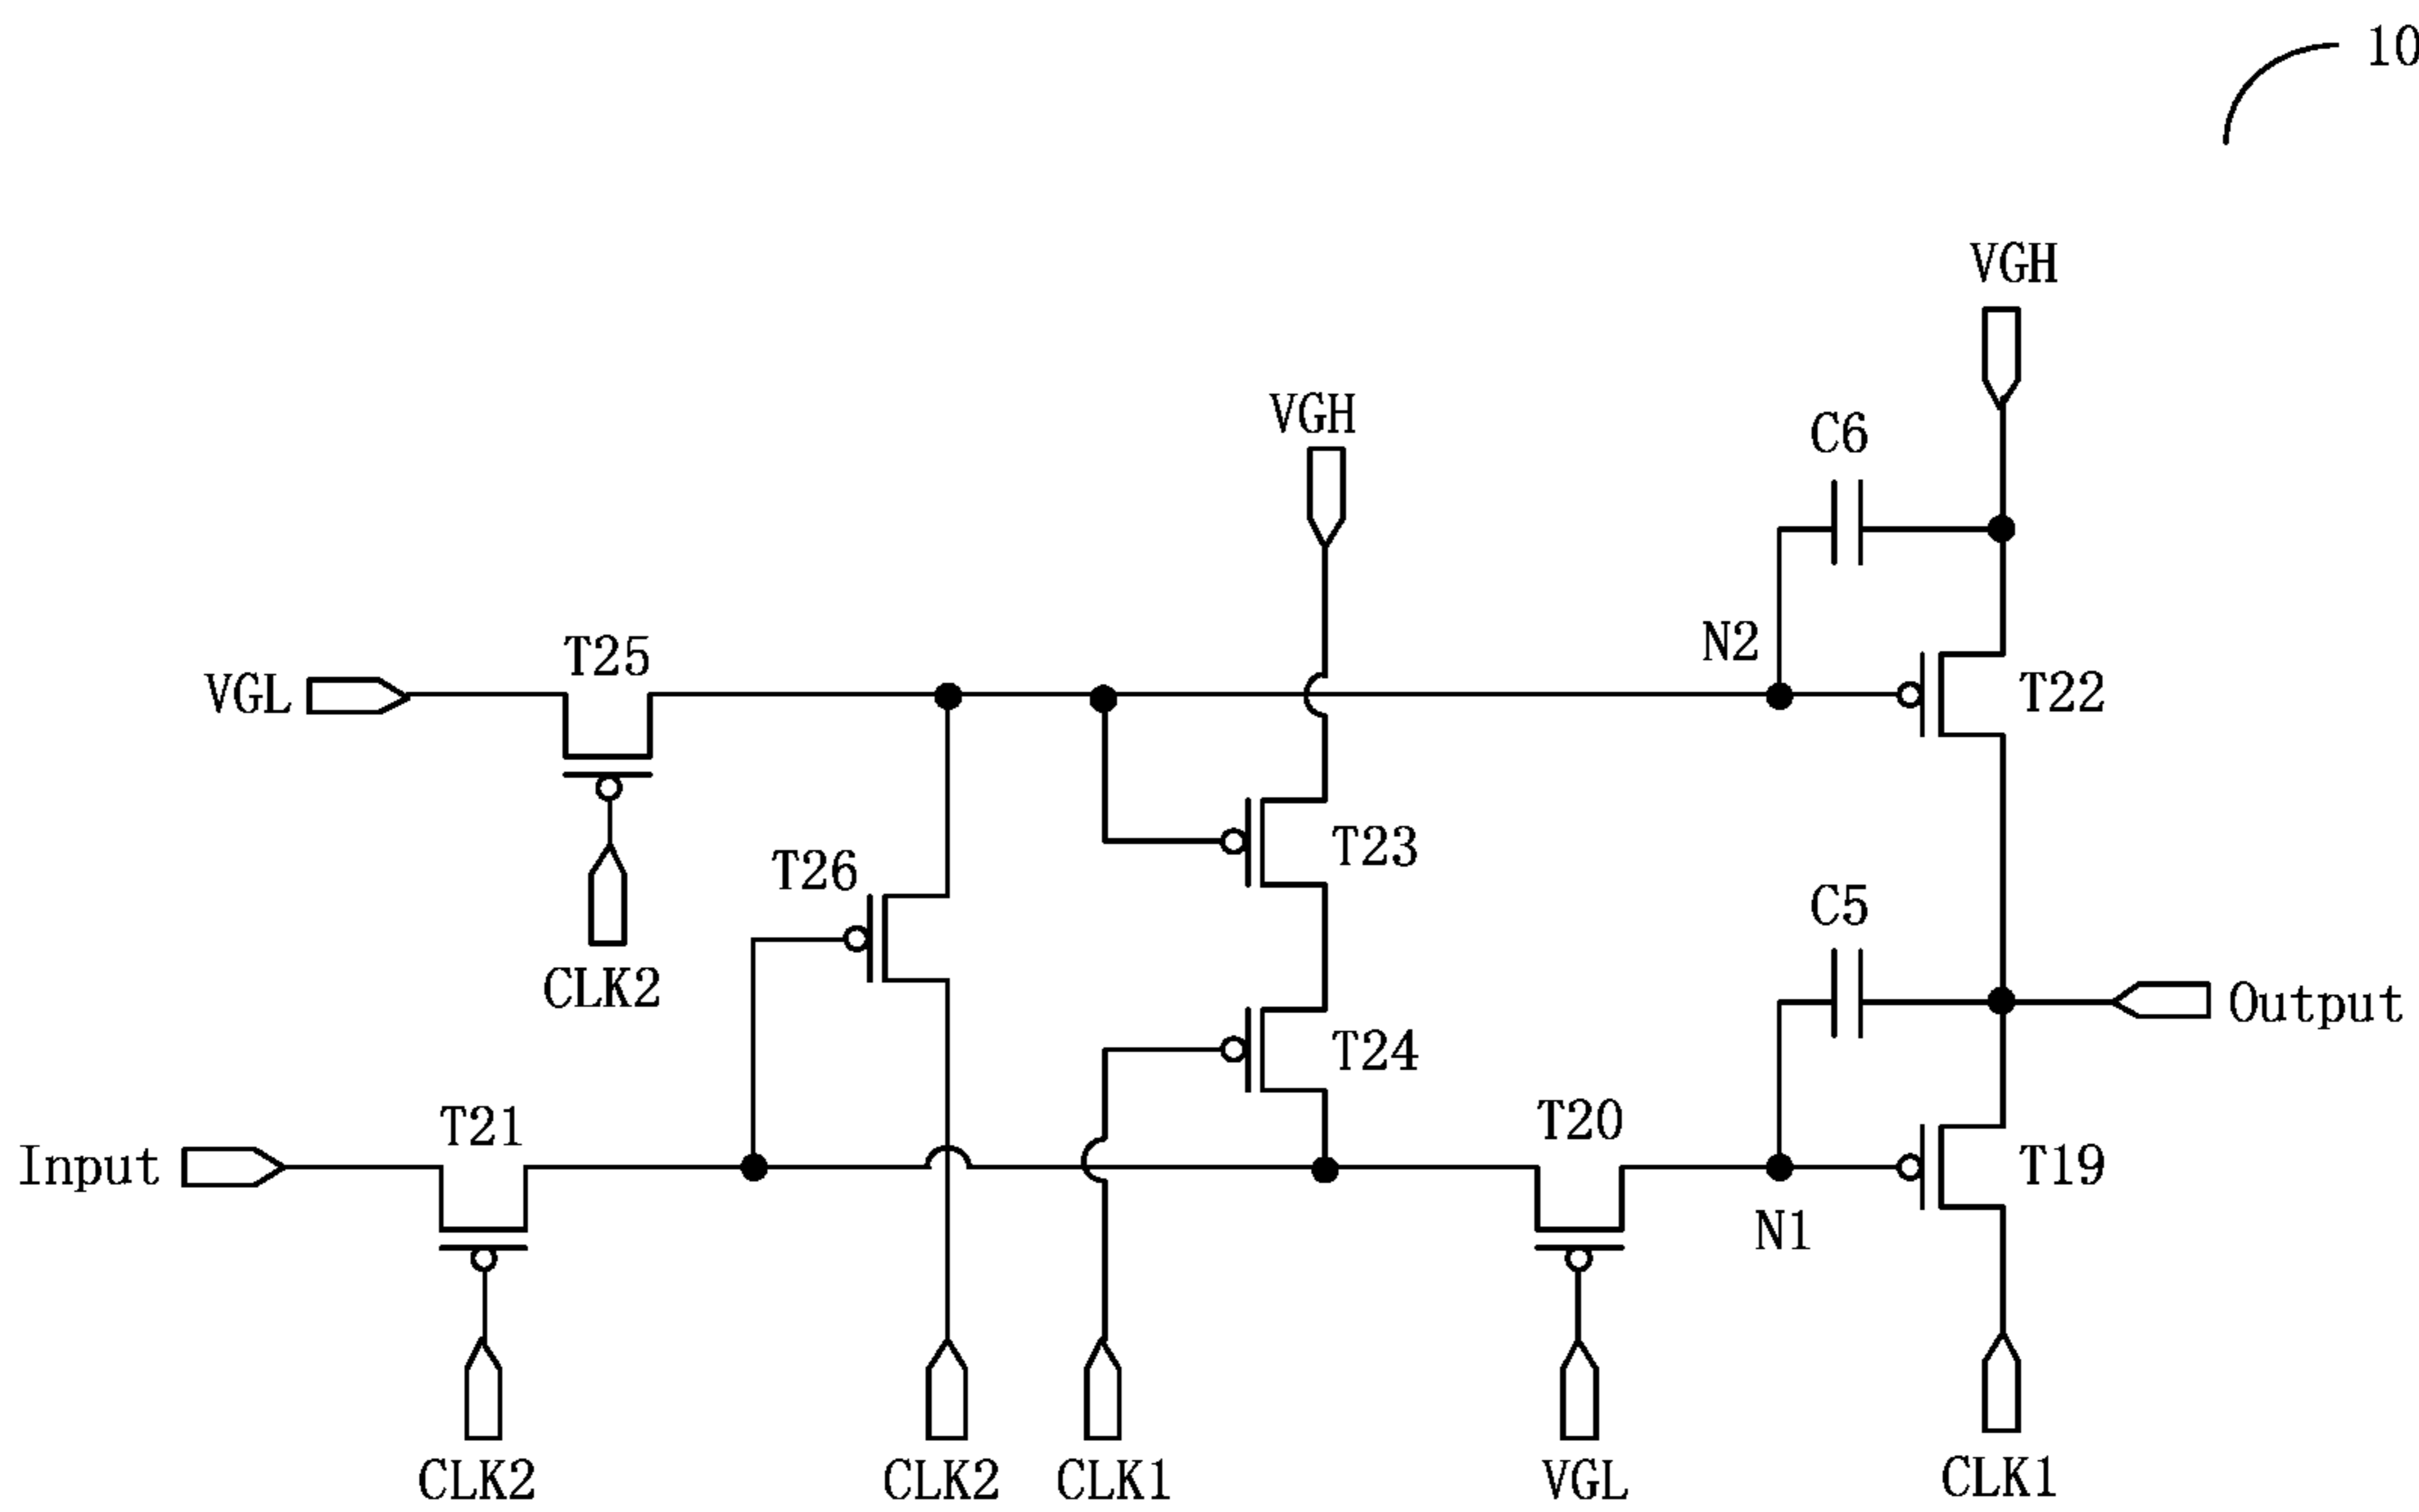 10
VGH
VGH
C6
N2
T25
VGL
T22
T26
T23
C5
CLK2
Output
T24
T21
T20
Input
T19
N1
CLK2
CLK2
CLK1
VGL
CLK1